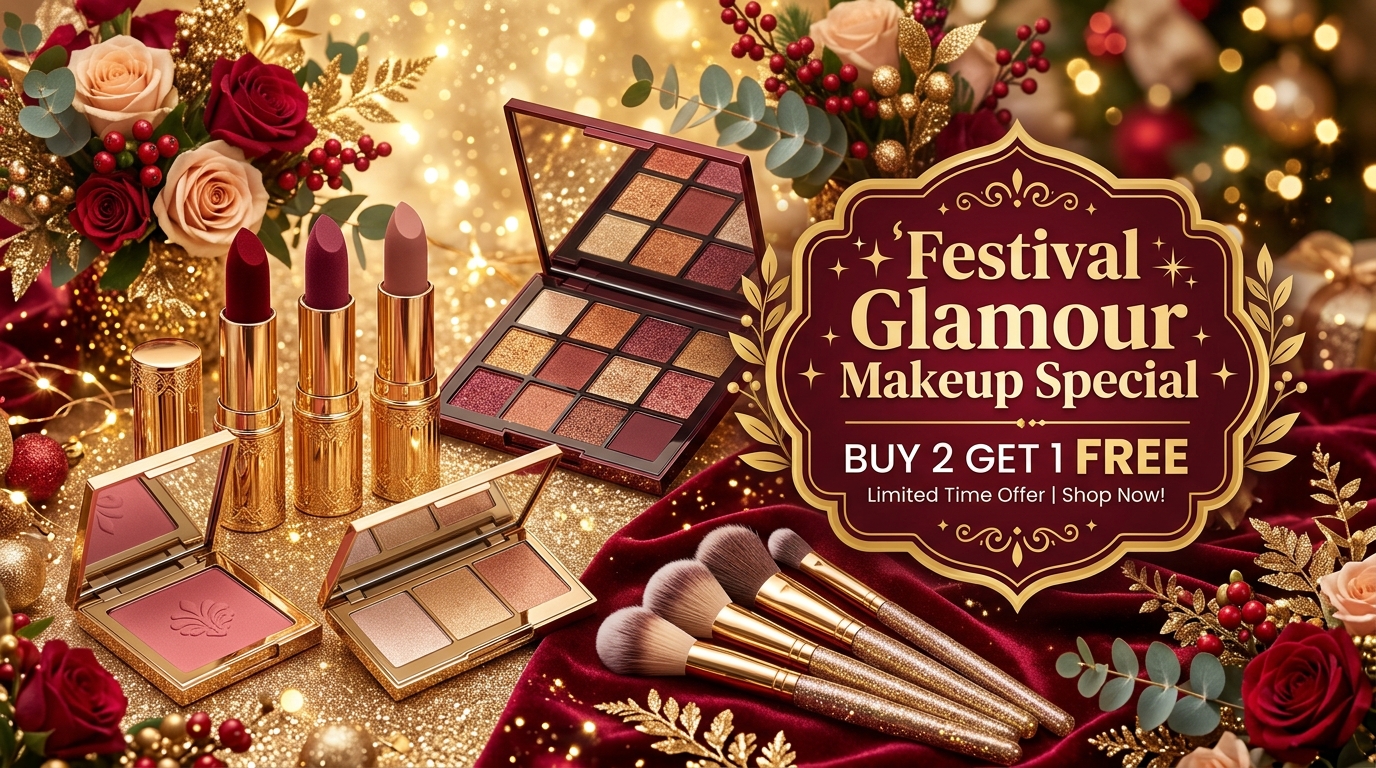 ‘Festival
Glamour
Makeup Special
BUY 2 GET 1 FREE
Limited Time Offer | Shop Now!